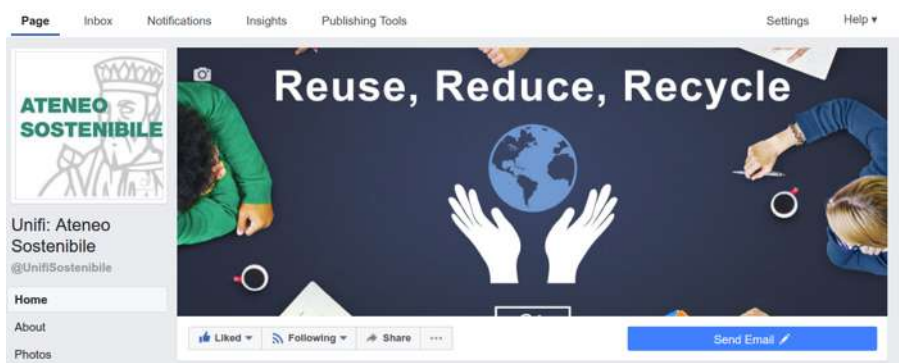 Page Inbox Notifications Insights Publishing Tools Settings Help
ATENEO
SOSTENIBILE
Reuse, Reduce, Recycle
Unifi: Ateneo
Sostenibile
@UnifiSostenibile
Home
About
Photos
Liked Following Share ...
Send Email